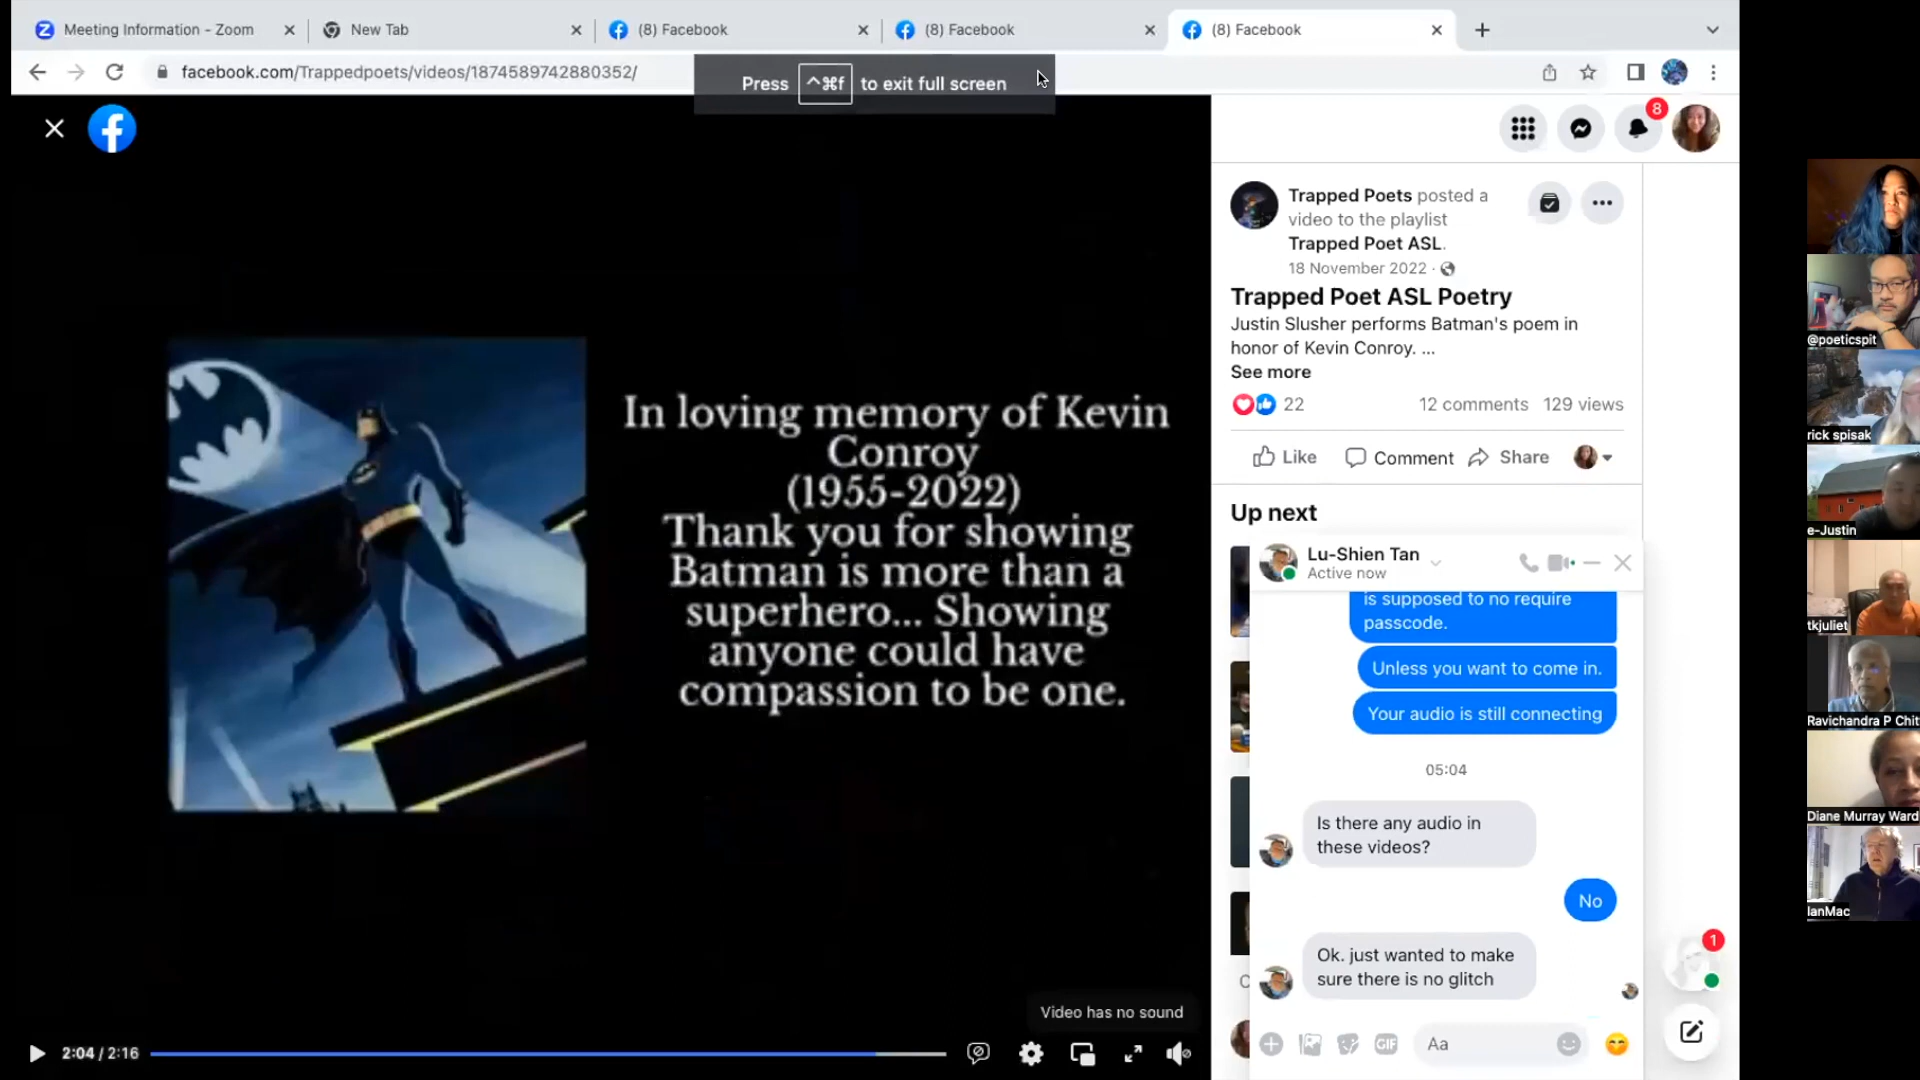 Meeting Information - Zoom
New Tab
(8) Facebook
(8) Facebook
(8) Facebook
facebook.com/Trappedpoets/videos/1874589742880352/
Press ^⌘f to exit full screen
8
Trapped Poets posted a
video to the playlist
Trapped Poet ASL.
18 November 2022 ·
Trapped Poet ASL Poetry
Justin Slusher performs Batman's poem in
honor of Kevin Conroy. ...
See more
22
12 comments 129 views
Like Comment Share
Up next
In loving memory of Kevin
Conroy
(1955-2022)
Thank you for showing
Batman is more than a
superhero... Showing
anyone could have
compassion to be one.
Lu-Shien Tan
Active now
is supposed to no require
passcode.
Unless you want to come in.
Your audio is still connecting
05:04
Is there any audio in
these videos?
No
Ok. just wanted to make
sure there is no glitch
GIF
Aa
1
Video has no sound
2:04 / 2:16
@poeticspit
rick spisak
e-Justin
tkjuliet
Ravichandra P Chit
Diane Murray Ward
IanMac